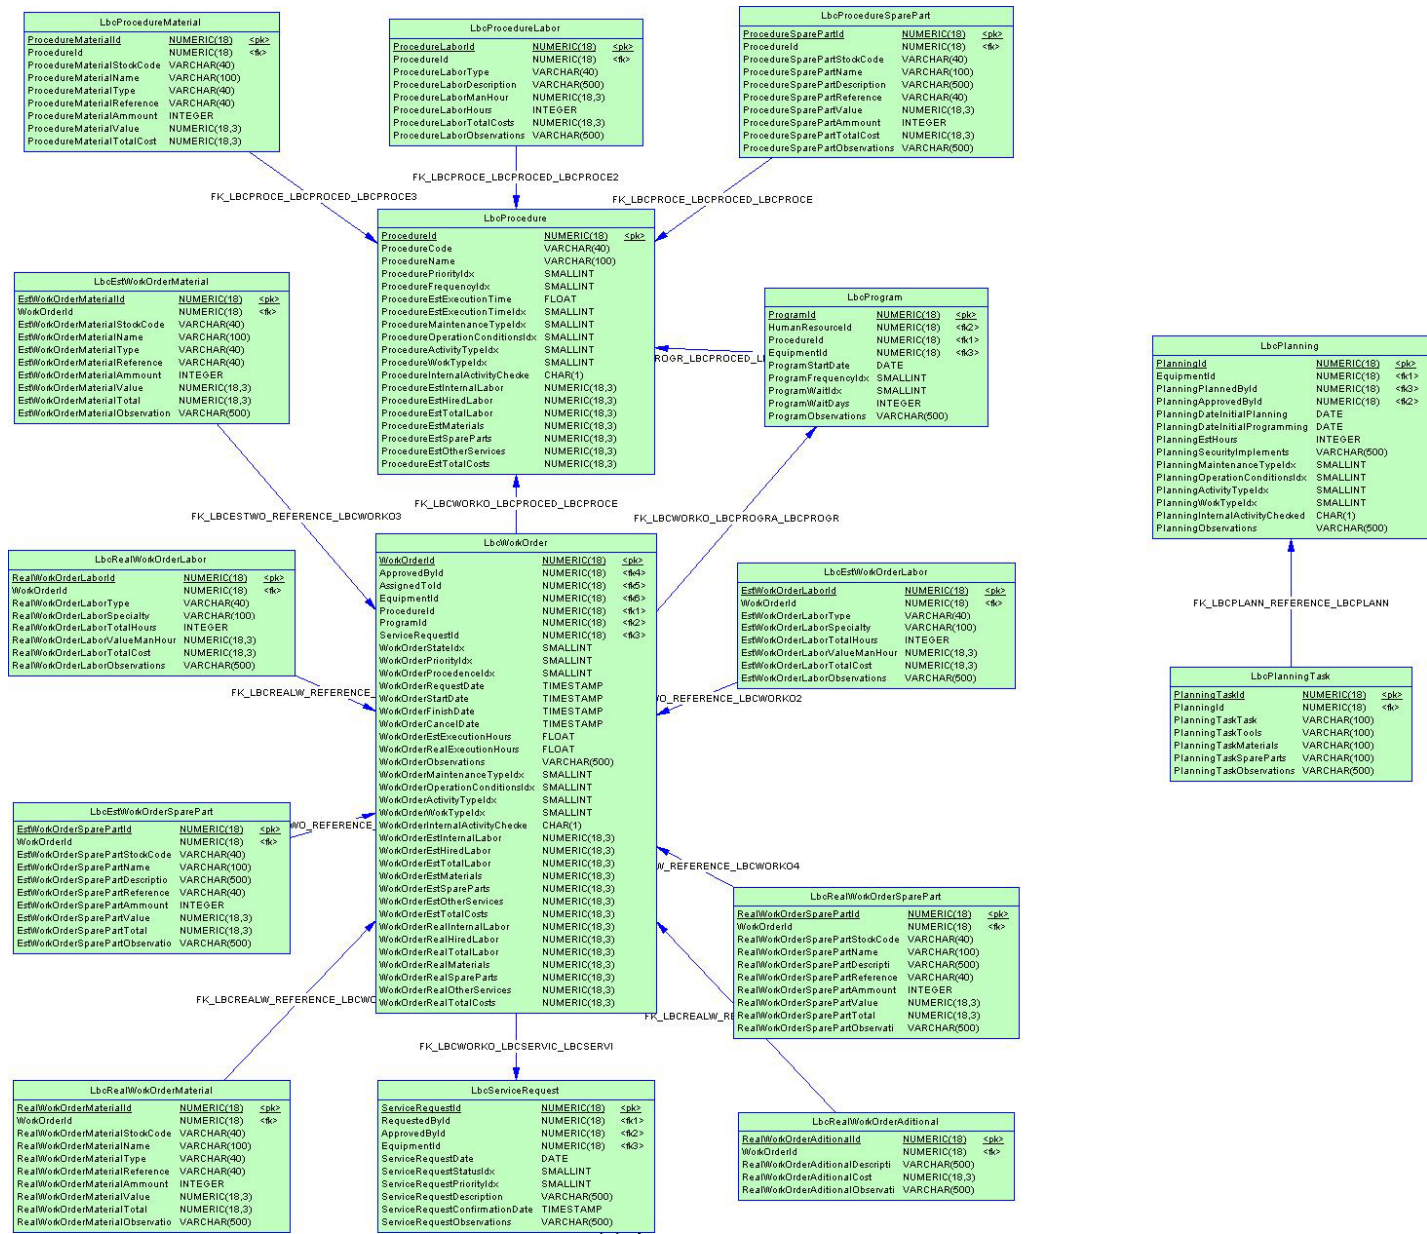 LbcProcedureMaterial
ProcedureMaterialId NUMERIC(18) <pk>
ProcedureId NUMERIC(18) <fk>
ProcedureMaterialStockCode VARCHAR(40)
ProcedureMaterialName VARCHAR(100)
ProcedureMaterialType VARCHAR(40)
ProcedureMaterialReference VARCHAR(40)
ProcedureMaterialAmmount INTEGER
ProcedureMaterialValue NUMERIC(18,3)
ProcedureMaterialTotalCost NUMERIC(18,3)
LbcProcedureLabor
ProcedureLaborId NUMERIC(18) <pk>
ProcedureId NUMERIC(18) <fk>
ProcedureLaborType VARCHAR(40)
ProcedureLaborDescription VARCHAR(500)
ProcedureLaborManHour NUMERIC(18,3)
ProcedureLaborHours INTEGER
ProcedureLaborTotalCosts NUMERIC(18,3)
ProcedureLaborObservations VARCHAR(500)
LbcProcedureSparePart
ProcedureSparePartId NUMERIC(18) <pk>
ProcedureId NUMERIC(18) <fk>
ProcedureSparePartStockCode VARCHAR(40)
ProcedureSparePartName VARCHAR(100)
ProcedureSparePartDescription VARCHAR(500)
ProcedureSparePartReference VARCHAR(40)
ProcedureSparePartValue NUMERIC(18,3)
ProcedureSparePartAmmount INTEGER
ProcedureSparePartTotalCost NUMERIC(18,3)
ProcedureSparePartObservations VARCHAR(500)
FK_LBCPROCE_LBCPROCED_LBCPROCE3
FK_LBCPROCE_LBCPROCED_LBCPROCE2
FK_LBCPROCE_LBCPROCED_LBCPROCE
LbcProcedure
ProcedureId NUMERIC(18) <pk>
ProcedureCode VARCHAR(40)
ProcedureName VARCHAR(100)
ProcedurePriorityIdx SMALLINT
ProcedureFrequencyIdx SMALLINT
ProcedureEstExecutionTime FLOAT
ProcedureEstExecutionTimeIdx SMALLINT
ProcedureMaintenanceTypeIdx SMALLINT
ProcedureOperationConditionsIdx SMALLINT
ProcedureActivityTypeIdx SMALLINT
ProcedureWorkTypeIdx SMALLINT
ProcedureInternalActivityChecke CHAR(1)
ProcedureEstInternalLabor NUMERIC(18,3)
ProcedureEstHiredLabor NUMERIC(18,3)
ProcedureEstTotalLabor NUMERIC(18,3)
ProcedureEstMaterials NUMERIC(18,3)
ProcedureEstSpareParts NUMERIC(18,3)
ProcedureEstOtherServices NUMERIC(18,3)
ProcedureEstTotalCosts NUMERIC(18,3)
LbcEstWorkOrderMaterial
EstWorkOrderMaterialId NUMERIC(18) <pk>
WorkOrderId NUMERIC(18) <fk>
EstWorkOrderMaterialStockCode VARCHAR(40)
EstWorkOrderMaterialName VARCHAR(100)
EstWorkOrderMaterialType VARCHAR(40)
EstWorkOrderMaterialReference VARCHAR(40)
EstWorkOrderMaterialAmmount INTEGER
EstWorkOrderMaterialValue NUMERIC(18,3)
EstWorkOrderMaterialTotal NUMERIC(18,3)
EstWorkOrderMaterialObservation VARCHAR(500)
LbcProgram
ProgramId NUMERIC(18) <pk>
HumanResourceId NUMERIC(18) <fk2>
ProcedureId NUMERIC(18) <fk1>
EquipmentId NUMERIC(18) <fk3>
ProgramStartDate DATE
ProgramFrequencyIdx SMALLINT
ProgramWaitIdx SMALLINT
ProgramWaitDays INTEGER
ProgramObservations VARCHAR(500)
ROGR_LBCPROCED_L
LbcPlanning
PlanningId NUMERIC(18) <pk>
EquipmentId NUMERIC(18) <fk1>
PlanningPlannedById NUMERIC(18) <fk3>
PlanningApprovedById NUMERIC(18) <fk2>
PlanningDateInitialPlanning DATE
PlanningDateInitialProgramming DATE
PlanningEstHours INTEGER
PlanningSecurityImplements VARCHAR(500)
PlanningMaintenanceTypeIdx SMALLINT
PlanningOperationConditionsIdx SMALLINT
PlanningActivityTypeIdx SMALLINT
PlanningWorkTypeIdx SMALLINT
PlanningInternalActivityChecked CHAR(1)
PlanningObservations VARCHAR(500)
FK_LBCESTWO_REFERENCE_LBCWORKO3
FK_LBCWORKO_LBCPROCED_LBCPROCE
FK_LBCWORKO_LBCPROGRA_LBCPROGR
LbcWorkOrder
WorkOrderId NUMERIC(18) <pk>
ApprovedById NUMERIC(18) <fk4>
AssignedToId NUMERIC(18) <fk5>
EquipmentId NUMERIC(18) <fk6>
ProcedureId NUMERIC(18) <fk1>
ProgramId NUMERIC(18) <fk2>
ServiceRequestId NUMERIC(18) <fk3>
WorkOrderStateIdx SMALLINT
WorkOrderPriorityIdx SMALLINT
WorkOrderProcedenceIdx SMALLINT
WorkOrderRequestDate TIMESTAMP
WorkOrderStartDate TIMESTAMP
WorkOrderFinishDate TIMESTAMP
WorkOrderCancelDate TIMESTAMP
WorkOrderEstExecutionHours FLOAT
WorkOrderRealExecutionHours FLOAT
WorkOrderObservations VARCHAR(500)
WorkOrderMaintenanceTypeIdx SMALLINT
WorkOrderOperationConditionsIdx SMALLINT
WorkOrderActivityTypeIdx SMALLINT
WorkOrderWorkTypeIdx SMALLINT
WorkOrderInternalActivityChecke CHAR(1)
WorkOrderEstInternalLabor NUMERIC(18,3)
WorkOrderEstHiredLabor NUMERIC(18,3)
WorkOrderEstTotalLabor NUMERIC(18,3)
WorkOrderEstMaterials NUMERIC(18,3)
WorkOrderEstSpareParts NUMERIC(18,3)
WorkOrderEstOtherServices NUMERIC(18,3)
WorkOrderEstTotalCosts NUMERIC(18,3)
WorkOrderRealInternalLabor NUMERIC(18,3)
WorkOrderRealHiredLabor NUMERIC(18,3)
WorkOrderRealTotalLabor NUMERIC(18,3)
WorkOrderRealMaterials NUMERIC(18,3)
WorkOrderRealSpareParts NUMERIC(18,3)
WorkOrderRealOtherServices NUMERIC(18,3)
WorkOrderRealTotalCosts NUMERIC(18,3)
LbcRealWorkOrderLabor
RealWorkOrderLaborId NUMERIC(18) <pk>
WorkOrderId NUMERIC(18) <fk>
RealWorkOrderLaborType VARCHAR(40)
RealWorkOrderLaborSpecialty VARCHAR(100)
RealWorkOrderLaborTotalHours INTEGER
RealWorkOrderLaborValueManHour NUMERIC(18,3)
RealWorkOrderLaborTotalCost NUMERIC(18,3)
RealWorkOrderLaborObservations VARCHAR(500)
FK_LBCREALW_REFERENCE_
LbcEstWorkOrderLabor
EstWorkOrderLaborId NUMERIC(18) <pk>
WorkOrderId NUMERIC(18) <fk>
EstWorkOrderLaborType VARCHAR(40)
EstWorkOrderLaborSpecialty VARCHAR(100)
EstWorkOrderLaborTotalHours INTEGER
EstWorkOrderLaborValueManHour NUMERIC(18,3)
EstWorkOrderLaborTotalCost NUMERIC(18,3)
EstWorkOrderLaborObservations VARCHAR(500)
WO_REFERENCE_LBCWORKO2
FK_LBCPLANN_REFERENCE_LBCPLANN
LbcPlanningTask
PlanningTaskId NUMERIC(18) <pk>
PlanningId NUMERIC(18) <fk>
PlanningTaskTask VARCHAR(100)
PlanningTaskTools VARCHAR(100)
PlanningTaskMaterials VARCHAR(100)
PlanningTaskSpareParts VARCHAR(100)
PlanningTaskObservations VARCHAR(500)
LbcEstWorkOrderSparePart
EstWorkOrderSparePartId NUMERIC(18) <pk>
WorkOrderId NUMERIC(18) <fk>
EstWorkOrderSparePartStockCode VARCHAR(40)
EstWorkOrderSparePartName VARCHAR(100)
EstWorkOrderSparePartDescriptio VARCHAR(500)
EstWorkOrderSparePartReference VARCHAR(40)
EstWorkOrderSparePartAmmount INTEGER
EstWorkOrderSparePartValue NUMERIC(18,3)
EstWorkOrderSparePartTotal NUMERIC(18,3)
EstWorkOrderSparePartObservatio VARCHAR(500)
WO_REFERENCE_
W_REFERENCE_LBCWORKO4
LbcRealWorkOrderSparePart
RealWorkOrderSparePartId NUMERIC(18) <pk>
WorkOrderId NUMERIC(18) <fk>
RealWorkOrderSparePartStockCode VARCHAR(40)
RealWorkOrderSparePartName VARCHAR(100)
RealWorkOrderSparePartDescripti VARCHAR(500)
RealWorkOrderSparePartReference VARCHAR(40)
RealWorkOrderSparePartAmmount INTEGER
RealWorkOrderSparePartValue NUMERIC(18,3)
RealWorkOrderSparePartTotal NUMERIC(18,3)
RealWorkOrderSparePartObservati VARCHAR(500)
FK_LBCREALW_REFERENCE_LBCWO
FK_LBCREALW_RE
FK_LBCWORKO_LBCSERVIC_LBCSERVI
LbcRealWorkOrderMaterial
RealWorkOrderMaterialId NUMERIC(18) <pk>
WorkOrderId NUMERIC(18) <fk>
RealWorkOrderMaterialStockCode VARCHAR(40)
RealWorkOrderMaterialName VARCHAR(100)
RealWorkOrderMaterialType VARCHAR(40)
RealWorkOrderMaterialReference VARCHAR(40)
RealWorkOrderMaterialAmmount INTEGER
RealWorkOrderMaterialValue NUMERIC(18,3)
RealWorkOrderMaterialTotal NUMERIC(18,3)
RealWorkOrderMaterialObservatio VARCHAR(500)
LbcServiceRequest
ServiceRequestId NUMERIC(18) <pk>
RequestedById NUMERIC(18) <fk1>
ApprovedById NUMERIC(18) <fk2>
EquipmentId NUMERIC(18) <fk3>
ServiceRequestDate DATE
ServiceRequestStatusIdx SMALLINT
ServiceRequestPriorityIdx SMALLINT
ServiceRequestDescription VARCHAR(500)
ServiceRequestConfirmationDate TIMESTAMP
ServiceRequestObservations VARCHAR(500)
LbcRealWorkOrderAditional
RealWorkOrderAditionalId NUMERIC(18) <pk>
WorkOrderId NUMERIC(18) <fk>
RealWorkOrderAditionalDescripti VARCHAR(500)
RealWorkOrderAditionalCost NUMERIC(18,3)
RealWorkOrderAditionalObservati VARCHAR(500)